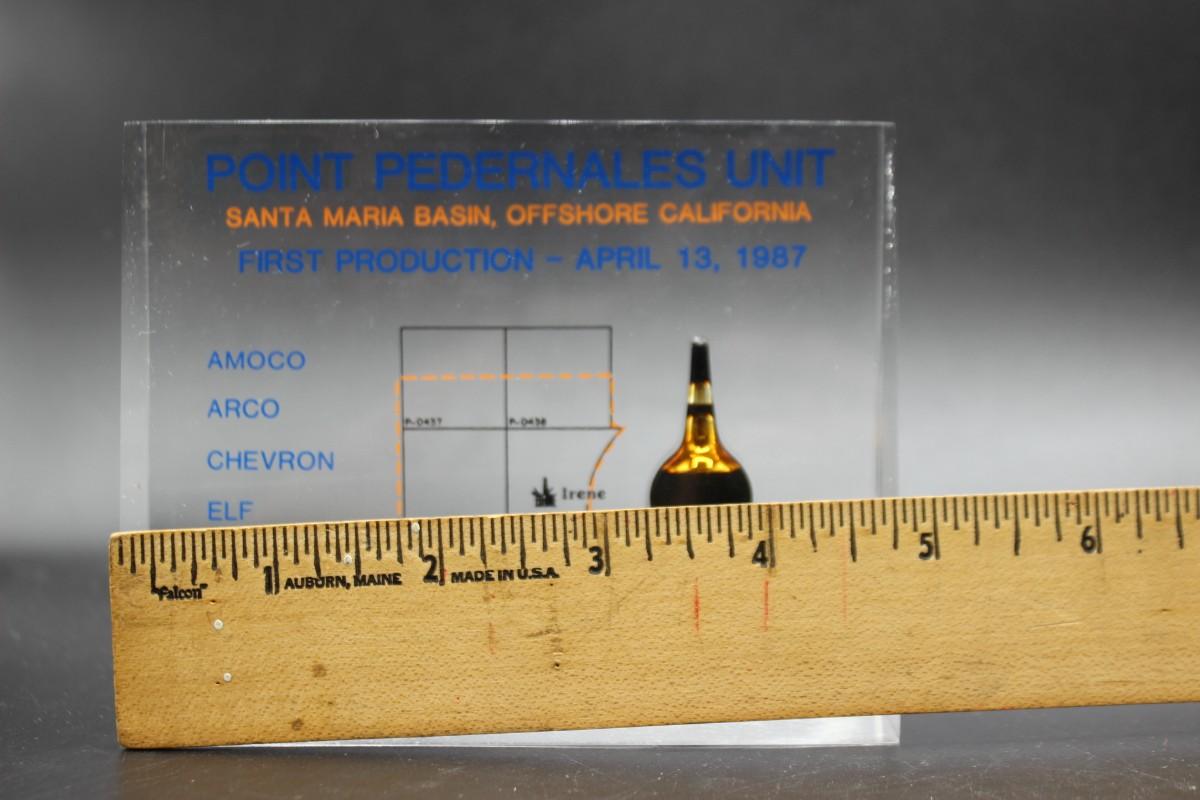 POINT PEDERNALES UNIT
SANTA MARIA BASIN, OFFSHORE CALIFORNIA
FIRST PRODUCTION - APRIL 13, 1987
AMOCO
ARCO
CHEVRON
ELF
P-0437 P-0438
Irene
1 2 3 4 5 6
"Falcon" AUBURN, MAINE MADE IN U.S.A.